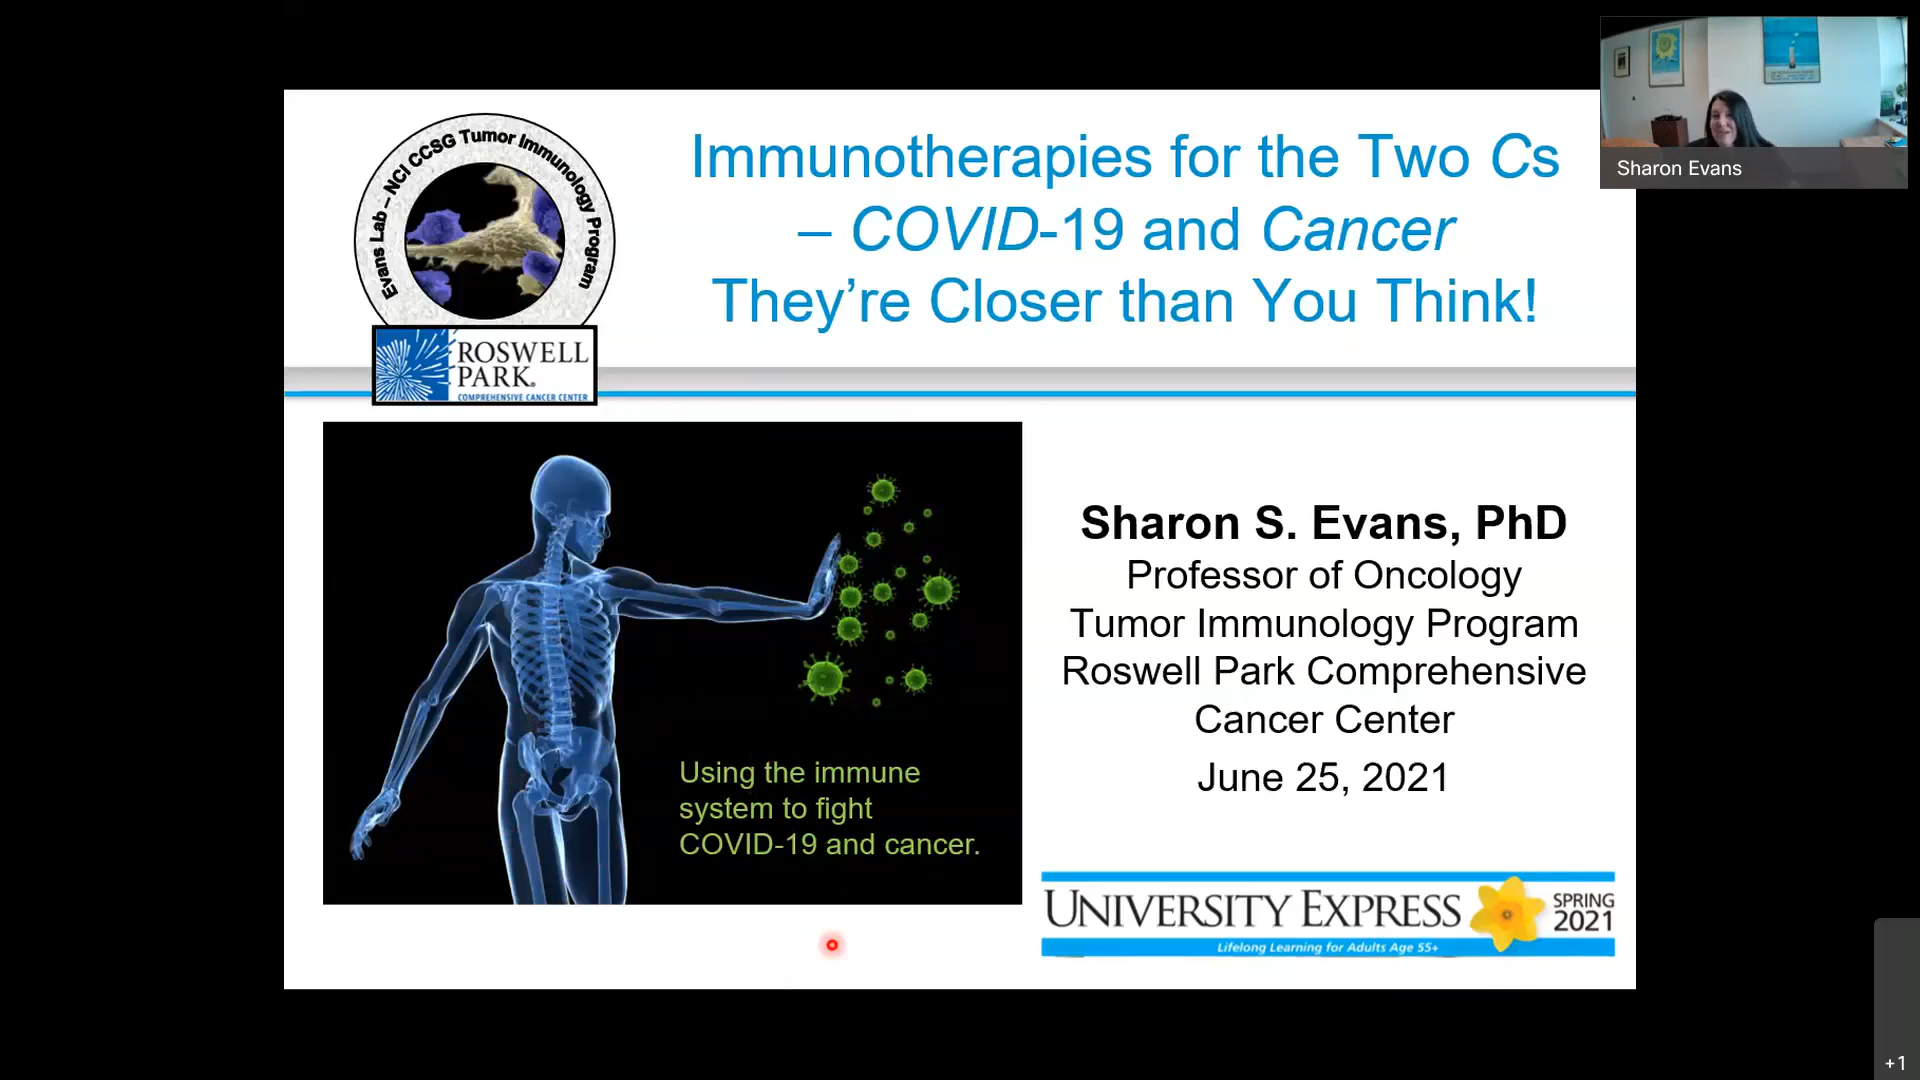 Evans Lab – NCI CCSG Tumor Immunology Program
ROSWELL
PARK®
COMPREHENSIVE CANCER CENTER
Immunotherapies for the Two Cs
– COVID-19 and Cancer
They’re Closer than You Think!
Sharon Evans
Using the immune
system to fight
COVID-19 and cancer.
Sharon S. Evans, PhD
Professor of Oncology
Tumor Immunology Program
Roswell Park Comprehensive
Cancer Center
June 25, 2021
UNIVERSITY EXPRESS
SPRING
2021
Lifelong Learning for Adults Age 55+
+1